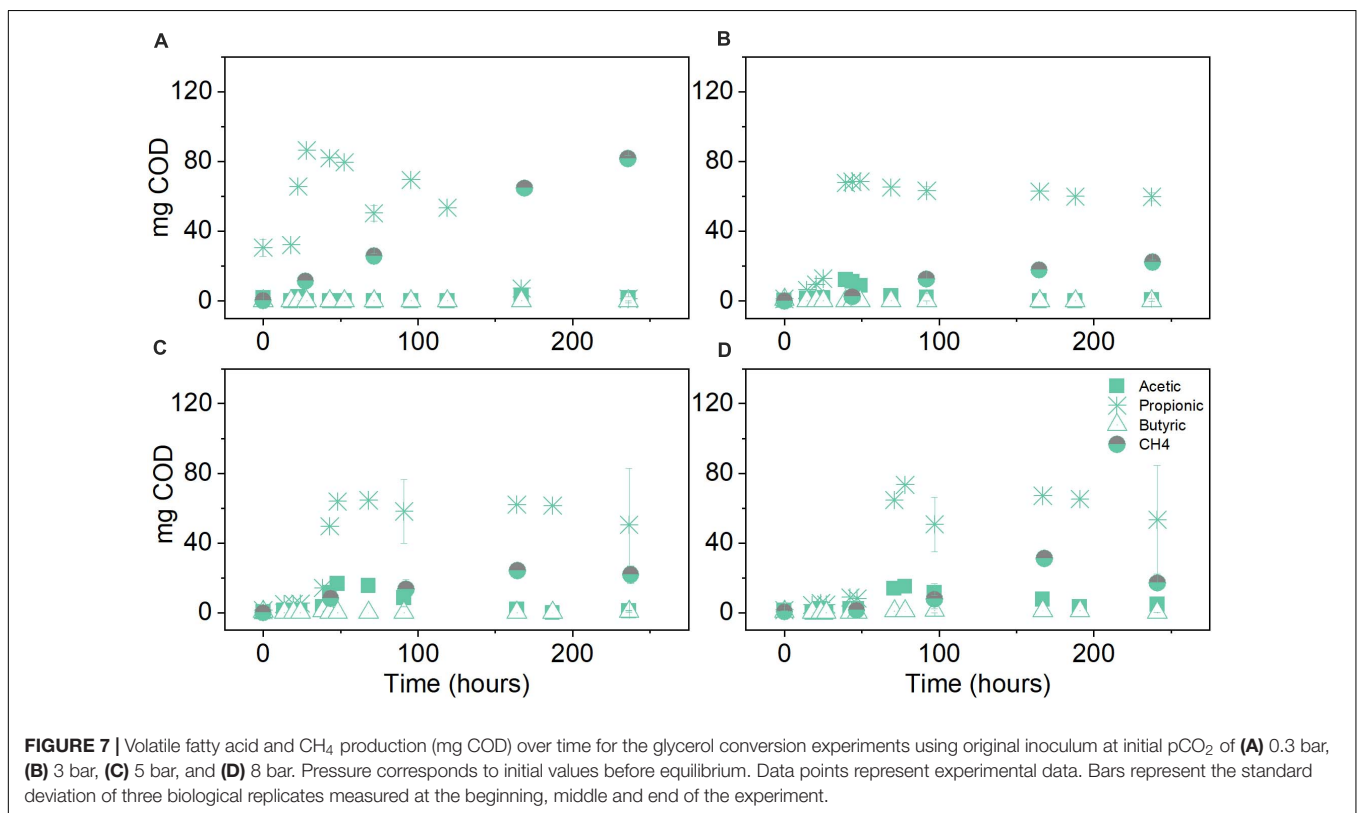 A
B
120
80
40
0
mg COD
0
100
200
120
80
40
0
0
100
200
C
D
120
80
40
0
mg COD
0
100
200
Time (hours)
120
80
40
0
0
100
200
Time (hours)
Acetic
Propionic
Butyric
CH4
FIGURE 7 | Volatile fatty acid and CH₄ production (mg COD) over time for the glycerol conversion experiments using original inoculum at initial pCO₂ of (A) 0.3 bar,
(B) 3 bar, (C) 5 bar, and (D) 8 bar. Pressure corresponds to initial values before equilibrium. Data points represent experimental data. Bars represent the standard
deviation of three biological replicates measured at the beginning, middle and end of the experiment.